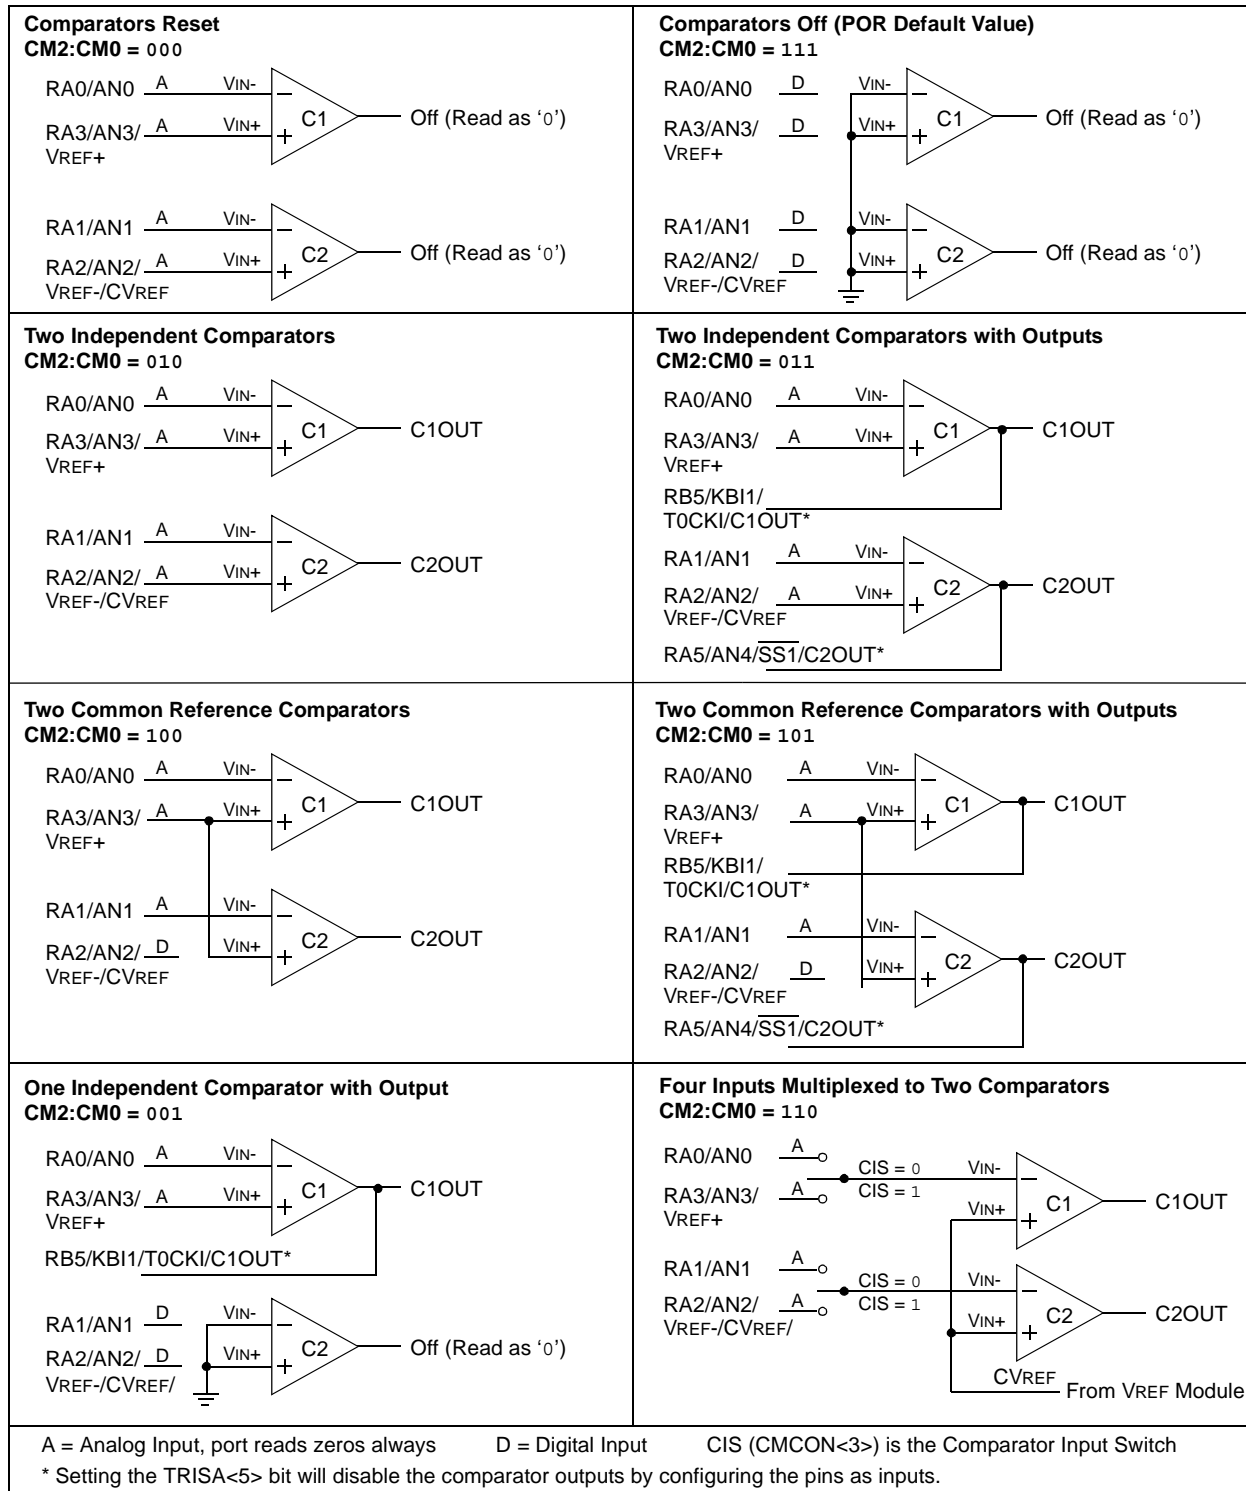 Comparators Reset
CM2:CM0 = 000
RA0/AN0 A VIN-
C1 Off (Read as ‘0’)
RA3/AN3/ A VIN+
VREF+
RA1/AN1 A VIN-
C2 Off (Read as ‘0’)
RA2/AN2/ A VIN+
VREF-/CVREF
Comparators Off (POR Default Value)
CM2:CM0 = 111
RA0/AN0 D VIN-
C1 Off (Read as ‘0’)
RA3/AN3/ D VIN+
VREF+
RA1/AN1 D VIN-
C2 Off (Read as ‘0’)
RA2/AN2/ D VIN+
VREF-/CVREF
Two Independent Comparators
CM2:CM0 = 010
RA0/AN0 A VIN-
C1 C1OUT
RA3/AN3/ A VIN+
VREF+
RA1/AN1 A VIN-
C2 C2OUT
RA2/AN2/ A VIN+
VREF-/CVREF
Two Independent Comparators with Outputs
CM2:CM0 = 011
RA0/AN0 A VIN-
C1 C1OUT
RA3/AN3/ A VIN+
VREF+
RB5/KBI1/
T0CKI/C1OUT*
RA1/AN1 A VIN-
C2 C2OUT
RA2/AN2/ A VIN+
VREF-/CVREF
RA5/AN4/SS1/C2OUT*
Two Common Reference Comparators
CM2:CM0 = 100
RA0/AN0 A VIN-
C1 C1OUT
RA3/AN3/ A VIN+
VREF+
RA1/AN1 A VIN-
C2 C2OUT
RA2/AN2/ D VIN+
VREF-/CVREF
Two Common Reference Comparators with Outputs
CM2:CM0 = 101
RA0/AN0 A VIN-
C1 C1OUT
RA3/AN3/ A VIN+
VREF+
RB5/KBI1/
T0CKI/C1OUT*
RA1/AN1 A VIN-
C2 C2OUT
RA2/AN2/ D VIN+
VREF-/CVREF
RA5/AN4/SS1/C2OUT*
One Independent Comparator with Output
CM2:CM0 = 001
RA0/AN0 A VIN-
C1 C1OUT
RA3/AN3/ A VIN+
VREF+
RB5/KBI1/T0CKI/C1OUT*
RA1/AN1 D VIN-
C2 Off (Read as ‘0’)
RA2/AN2/ D VIN+
VREF-/CVREF/
Four Inputs Multiplexed to Two Comparators
CM2:CM0 = 110
RA0/AN0 A
CIS = 0 VIN-
RA3/AN3/ A CIS = 1
VREF+ VIN+ C1 C1OUT
RA1/AN1 A
CIS = 0 VIN-
RA2/AN2/ A CIS = 1
VREF-/CVREF/ VIN+ C2 C2OUT
CVREF
From VREF Module
A = Analog Input, port reads zeros always D = Digital Input CIS (CMCON<3>) is the Comparator Input Switch
* Setting the TRISA<5> bit will disable the comparator outputs by configuring the pins as inputs.